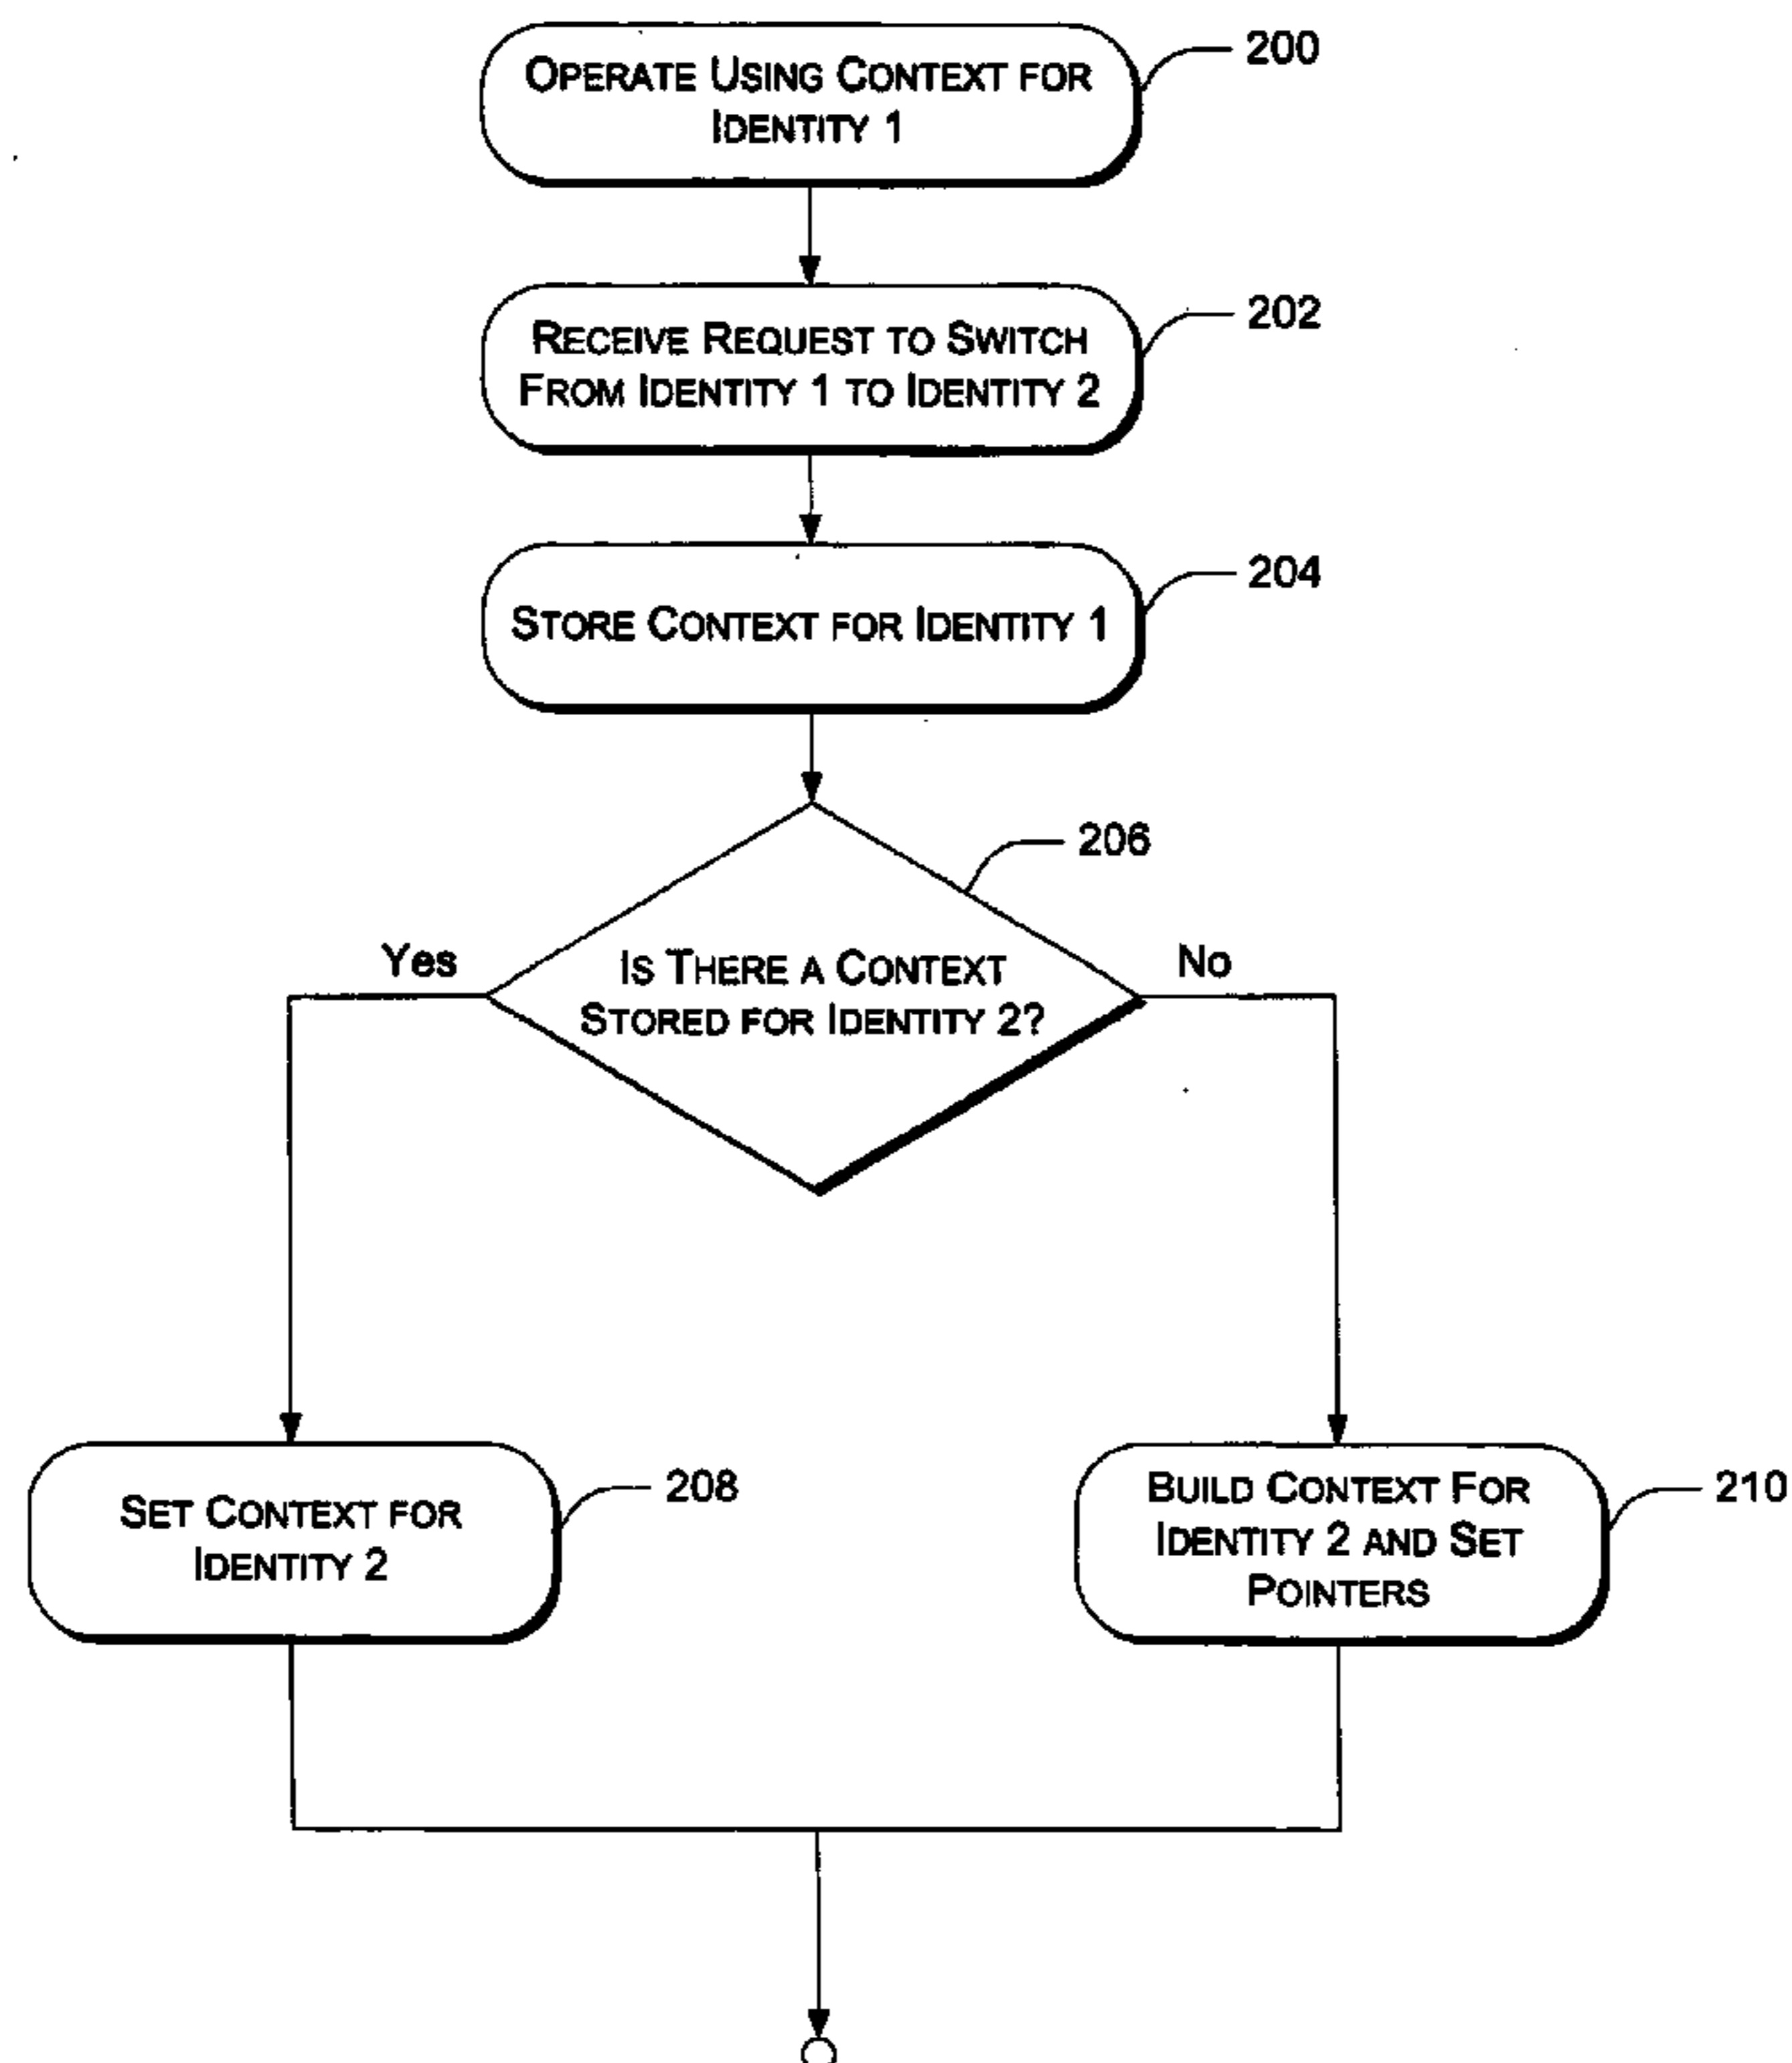 OPERATE USING CONTEXT FOR
IDENTITY 1
200
RECEIVE REQUEST TO SWITCH
FROM IDENTITY 1 TO IDENTITY 2
202
STORE CONTEXT FOR IDENTITY 1
204
206
Yes
IS THERE A CONTEXT
STORED FOR IDENTITY 2?
No
SET CONTEXT FOR
IDENTITY 2
208
BUILD CONTEXT FOR
IDENTITY 2 AND SET
POINTERS
210